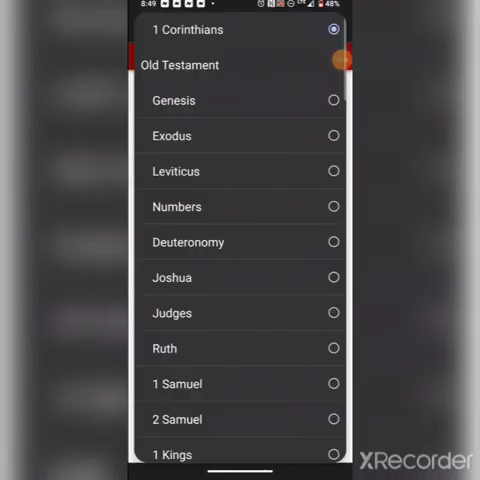 8:49 LTE 48%
1 Corinthians
Old Testament
Genesis
Exodus
Leviticus
Numbers
Deuteronomy
Joshua
Judges
Ruth
1 Samuel
2 Samuel
1 Kings
XRecorder